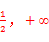 1/2， +∞